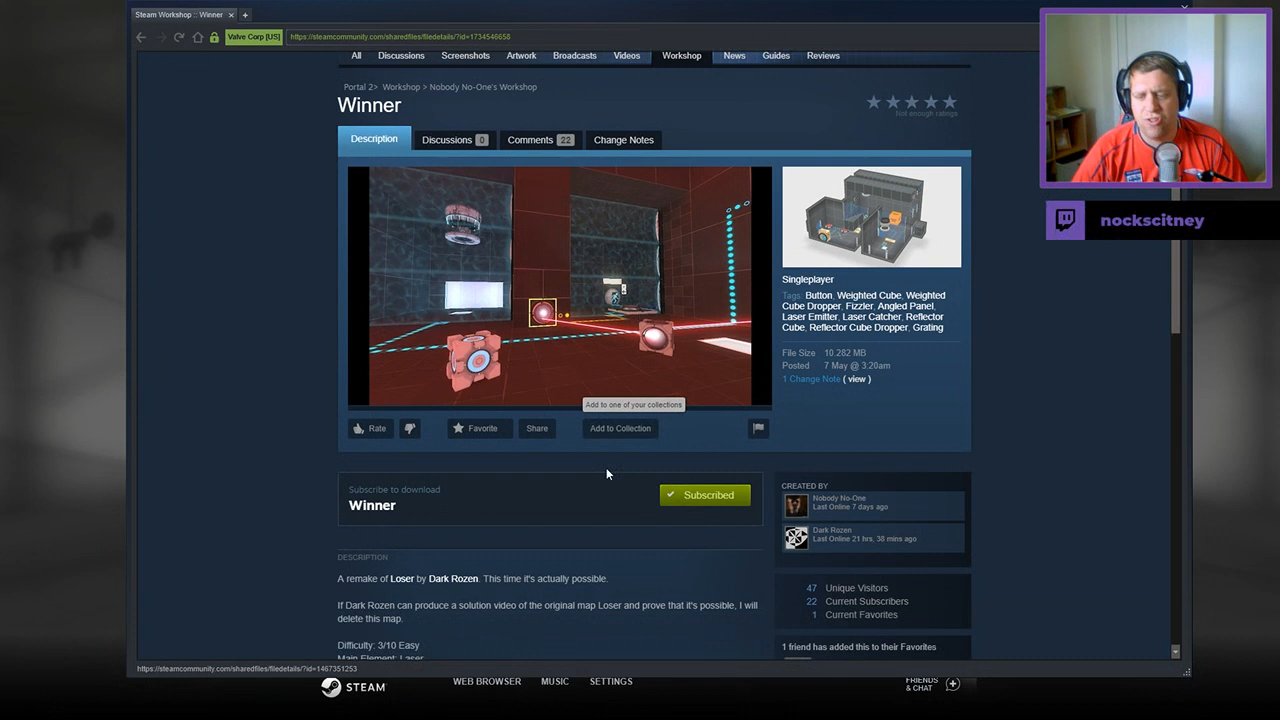 Steam Workshop :: Winner
Valve Corp [US]
https://steamcommunity.com/sharedfiles/filedetails/?id=1734546658
All Discussions Screenshots Artwork Broadcasts Videos Workshop News Guides Reviews
Portal 2> Workshop > Nobody No-One's Workshop
Winner
Not enough ratings
Description Discussions 0 Comments 22 Change Notes
Singleplayer
Tags: Button, Weighted Cube, Weighted
Cube Dropper, Fizzler, Angled Panel,
Laser Emitter, Laser Catcher, Reflector
Cube, Reflector Cube Dropper, Grating
File Size 10.282 MB
Posted 7 May @ 3:20am
1 Change Note ( view )
Add to one of your collections
Rate Favorite Share Add to Collection
Subscribe to download
Winner
Subscribed
CREATED BY
Nobody No-One
Last Online 7 days ago
Dark Rozen
Last Online 21 hrs, 38 mins ago
DESCRIPTION
A remake of Loser by Dark Rozen. This time it's actually possible.
If Dark Rozen can produce a solution video of the original map Loser and prove that it's possible, I will
delete this map.
Difficulty: 3/10 Easy
Main Element: Laser
47 Unique Visitors
22 Current Subscribers
1 Current Favorites
1 friend has added this to their Favorites
https://steamcommunity.com/sharedfiles/filedetails/?id=1467351253
STEAM
WEB BROWSER MUSIC SETTINGS
FRIENDS
& CHAT
nockscitney